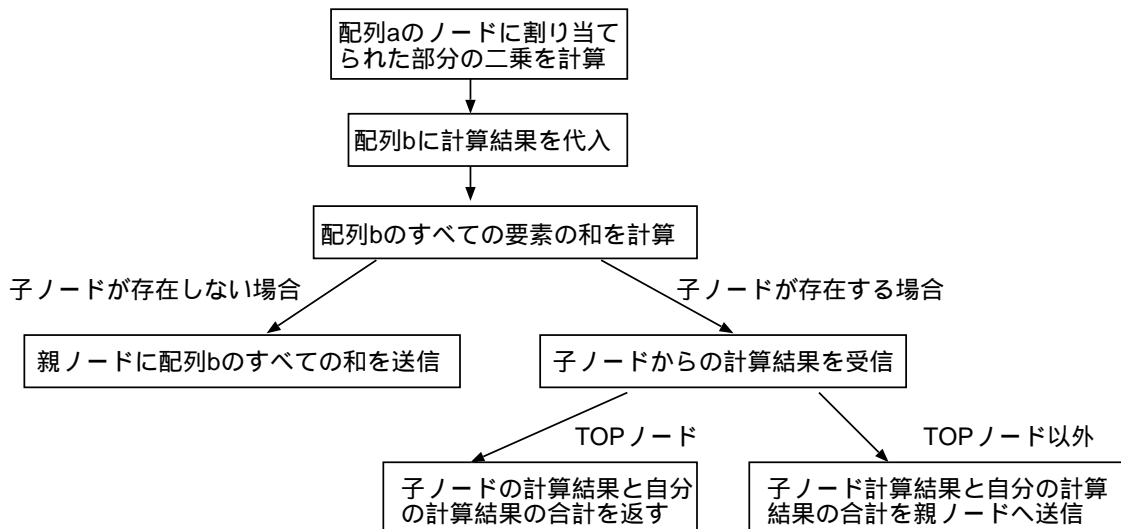 配列aのノードに割り当て
られた部分の二乗を計算
配列bに計算結果を代入
配列bのすべての要素の和を計算
子ノードが存在しない場合
子ノードが存在する場合
親ノードに配列bのすべての和を送信
子ノードからの計算結果を受信
TOPノード
TOPノード以外
子ノードの計算結果と自分
の計算結果の合計を返す
子ノード計算結果と自分の計算
結果の合計を親ノードへ送信